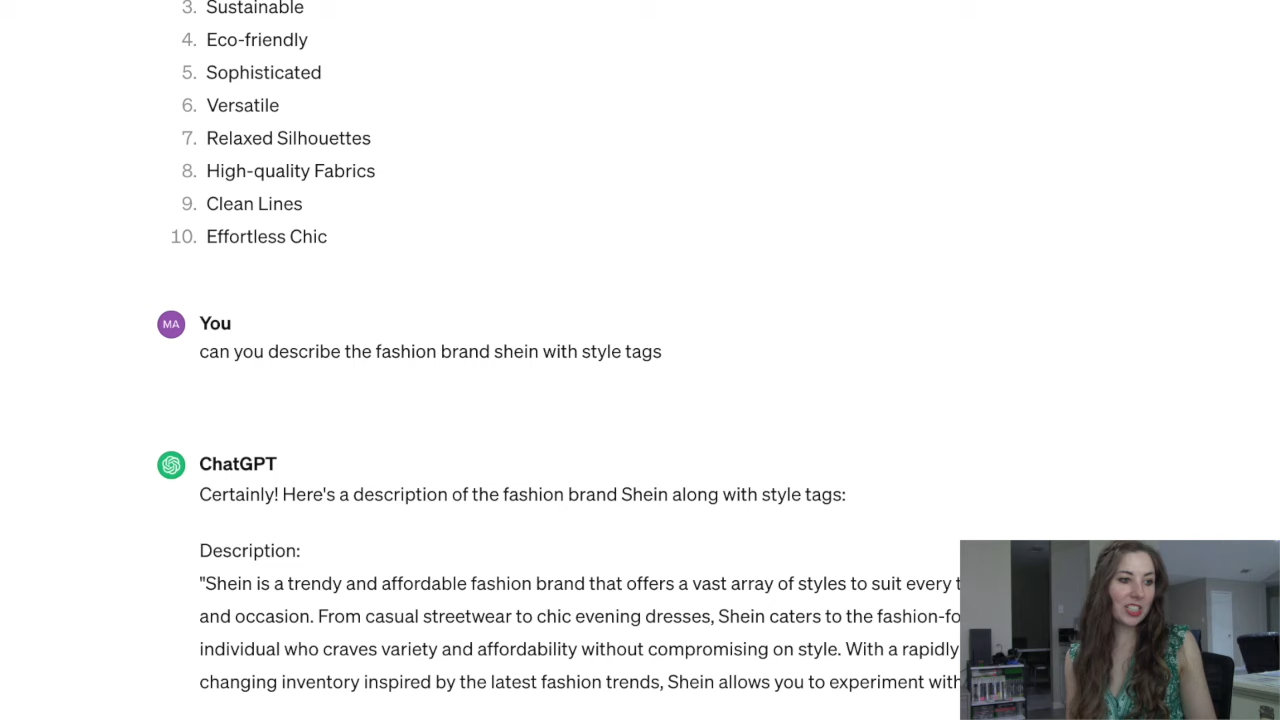 3. Sustainable
4. Eco-friendly
5. Sophisticated
6. Versatile
7. Relaxed Silhouettes
8. High-quality Fabrics
9. Clean Lines
10. Effortless Chic
MA
You
can you describe the fashion brand shein with style tags
ChatGPT
Certainly! Here's a description of the fashion brand Shein along with style tags:
Description:
"Shein is a trendy and affordable fashion brand that offers a vast array of styles to suit every t
and occasion. From casual streetwear to chic evening dresses, Shein caters to the fashion-fo
individual who craves variety and affordability without compromising on style. With a rapidly
changing inventory inspired by the latest fashion trends, Shein allows you to experiment with